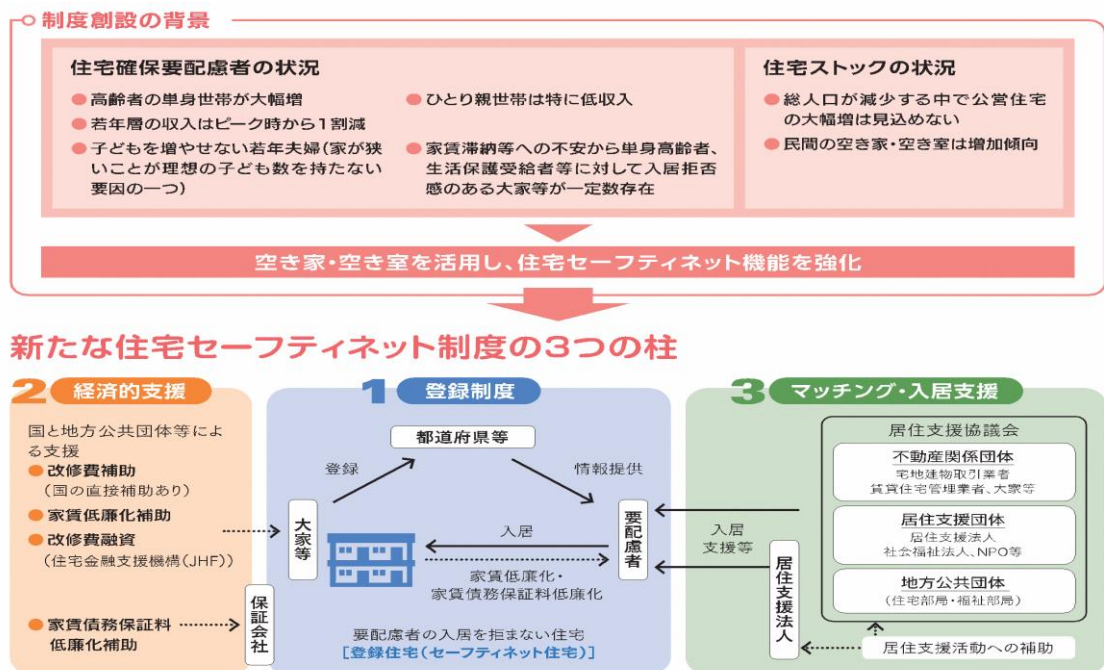 制度創設の背景
住宅確保要配慮者の状況
●高齢者の単身世帯が大幅増
●若年層の収入はピーク時から1割減
●子どもを増やせない若年夫婦(家が狭
いことが理想の子ども数を持たない
要因の一つ)
●ひとり親世帯は特に低収入
●家賃滞納等への不安から単身高齢者、
生活保護受給者等に対して入居拒否
感のある大家等が一定数存在
住宅ストックの状況
●総人口が減少する中で公営住宅
の大幅増は見込めない
●民間の空き家・空き室は増加傾向
空き家・空き室を活用し、住宅セーフティネット機能を強化
新たな住宅セーフティネット制度の3つの柱
2 経済的支援
国と地方公共団体等によ
る支援
●改修費補助
(国の直接補助あり)
●家賃低廉化補助
●改修費融資
(住宅金融支援機構(JHF))
●家賃債務保証料
低廉化補助
保証会社
1 登録制度
都道府県等
登録
情報提供
大家等
入居
家賃低廉化・
家賃債務保証料低廉化
要配慮者
要配慮者の入居を拒まない住宅
[登録住宅(セーフティネット住宅)]
3 マッチング・入居支援
入居
支援等
居住支援法人
居住支援協議会
不動産関係団体
宅地建物取引業者
賃貸住宅管理業者、大家等
居住支援団体
居住支援法人
社会福祉法人、NPO等
地方公共団体
(住宅部局・福祉部局)
居住支援活動への補助